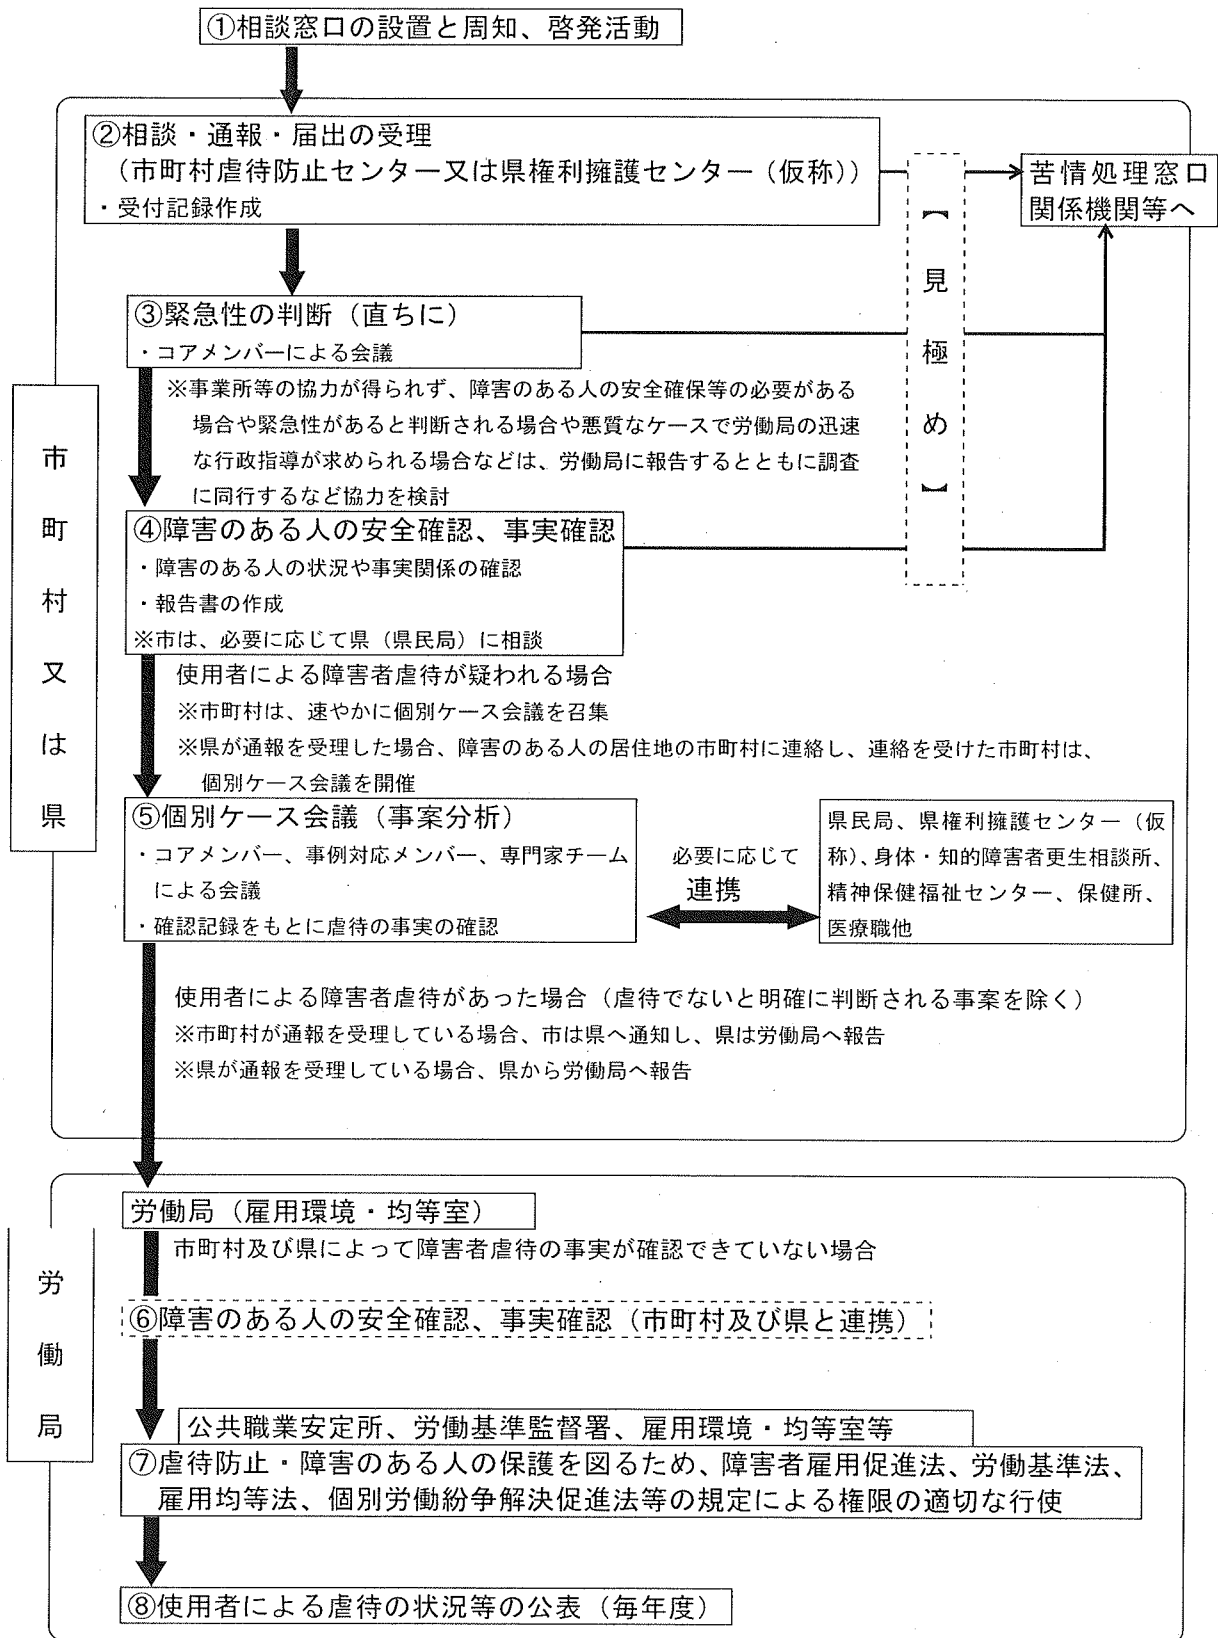 ①相談窓口の設置と周知、啓発活動
②相談・通報・届出の受理
（市町村虐待防止センター又は県権利擁護センター（仮称））
・受付記録作成
【見極め】
苦情処理窓口
関係機関等へ
③緊急性の判断（直ちに）
・コアメンバーによる会議
※事業所等の協力が得られず、障害のある人の安全確保等の必要がある
場合や緊急性があると判断される場合や悪質なケースで労働局の迅速
な行政指導が求められる場合などは、労働局に報告するとともに調査
に同行するなど協力を検討
市町村又は県
④障害のある人の安全確認、事実確認
・障害のある人の状況や事実関係の確認
・報告書の作成
※市は、必要に応じて県（県民局）に相談
使用者による障害者虐待が疑われる場合
※市町村は、速やかに個別ケース会議を召集
※県が通報を受理した場合、障害のある人の居住地の市町村に連絡し、連絡を受けた市町村は、
個別ケース会議を開催
⑤個別ケース会議（事案分析）
・コアメンバー、事例対応メンバー、専門家チーム
による会議
・確認記録をもとに虐待の事実の確認
必要に応じて
連携
県民局、県権利擁護センター（仮
称）、身体・知的障害者更生相談所、
精神保健福祉センター、保健所、
医療職他
使用者による障害者虐待があった場合（虐待でないと明確に判断される事案を除く）
※市町村が通報を受理している場合、市は県へ通知し、県は労働局へ報告
※県が通報を受理している場合、県から労働局へ報告
労働局
労働局（雇用環境・均等室）
市町村及び県によって障害者虐待の事実が確認できていない場合
⑥障害のある人の安全確認、事実確認（市町村及び県と連携）
公共職業安定所、労働基準監督署、雇用環境・均等室等
⑦虐待防止・障害のある人の保護を図るため、障害者雇用促進法、労働基準法、
雇用均等法、個別労働紛争解決促進法等の規定による権限の適切な行使
⑧使用者による虐待の状況等の公表（毎年度）